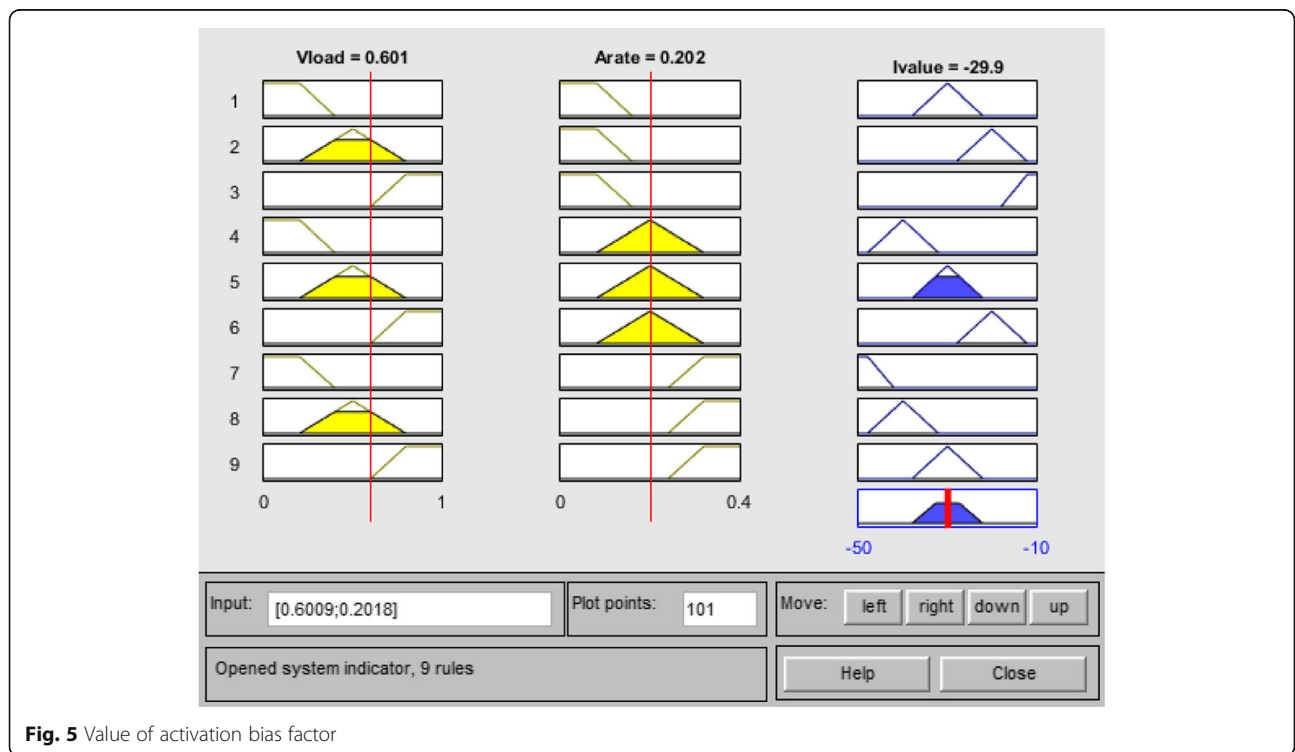 Vload = 0.601
Arate = 0.202
Ivalue = -29.9
1
2
3
4
5
6
7
8
9
0 1
0 0.4
-50 -10
Input: [0.6009;0.2018]
Plot points: 101
Move: left right down up
Opened system indicator, 9 rules
Help Close
Fig. 5 Value of activation bias factor